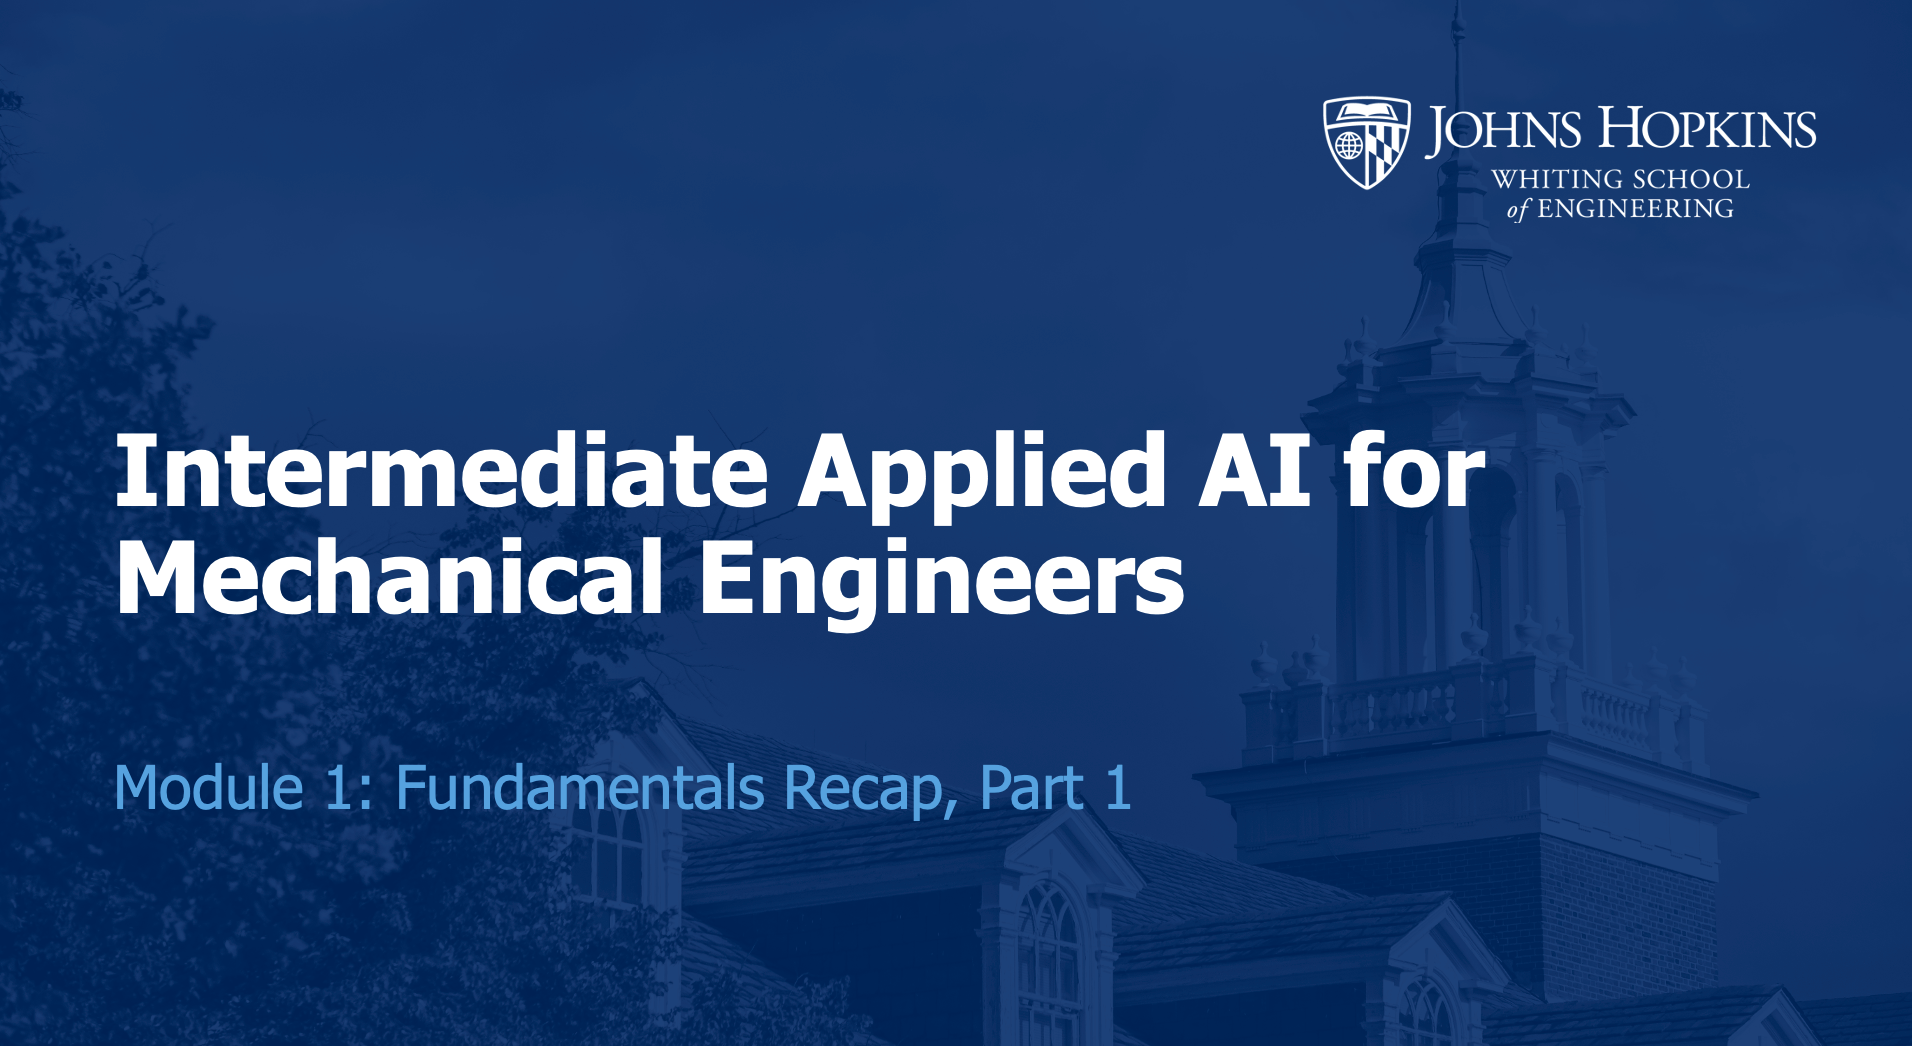 JOHNS HOPKINS
WHITING SCHOOL
of ENGINEERING
Intermediate Applied AI for
Mechanical Engineers
Module 1: Fundamentals Recap, Part 1